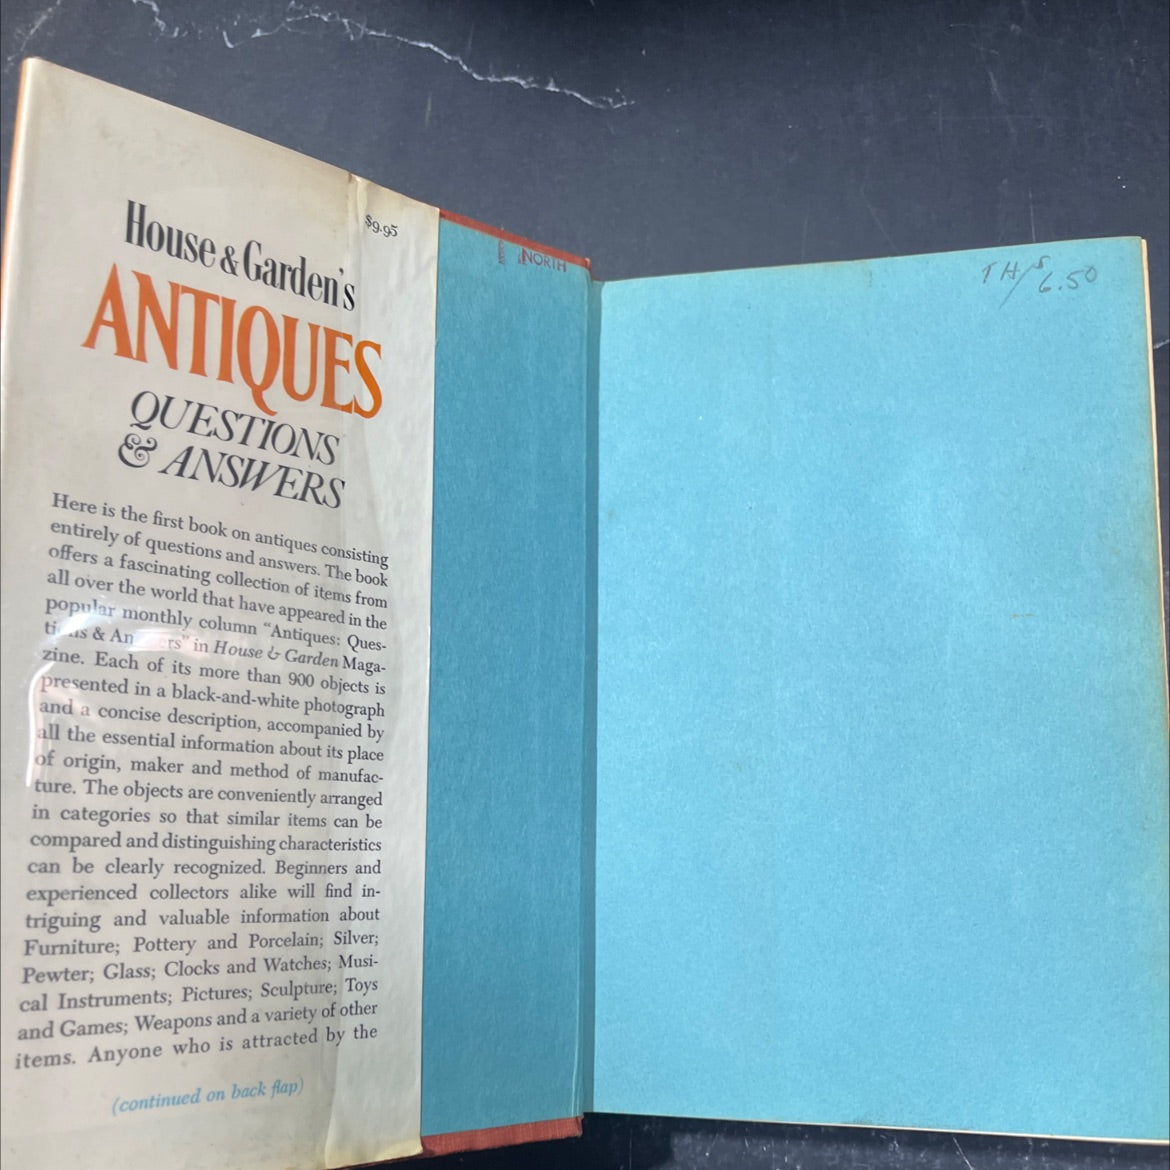 $9.95
House & Garden's
ANTIQUES
QUESTIONS
& ANSWERS
Here is the first book on antiques consisting
entirely of questions and answers. The book
offers a fascinating collection of items from
all over the world that have appeared in the
popular monthly column "Antiques: Ques-
& in House & Garden Maga-
zine. Each of its more than 900 objects is
presented in a black-and-white photograph
and a concise description, accompanied by
all the essential information about its place
of origin, maker and method of manufac-
ture. The objects are conveniently arranged
in categories so that similar items can be
compared and distinguishing characteristics
can be clearly recognized. Beginners and
experienced collectors alike will find in-
triguing and valuable information about
Furniture; Pottery and Porcelain; Silver;
Pewter; Glass; Clocks and Watches; Musi-
cal Instruments; Pictures; Sculpture; Toys
and Games; Weapons and a variety of other
items. Anyone who is attracted by the
(continued on back flap)
NORTH
6.50